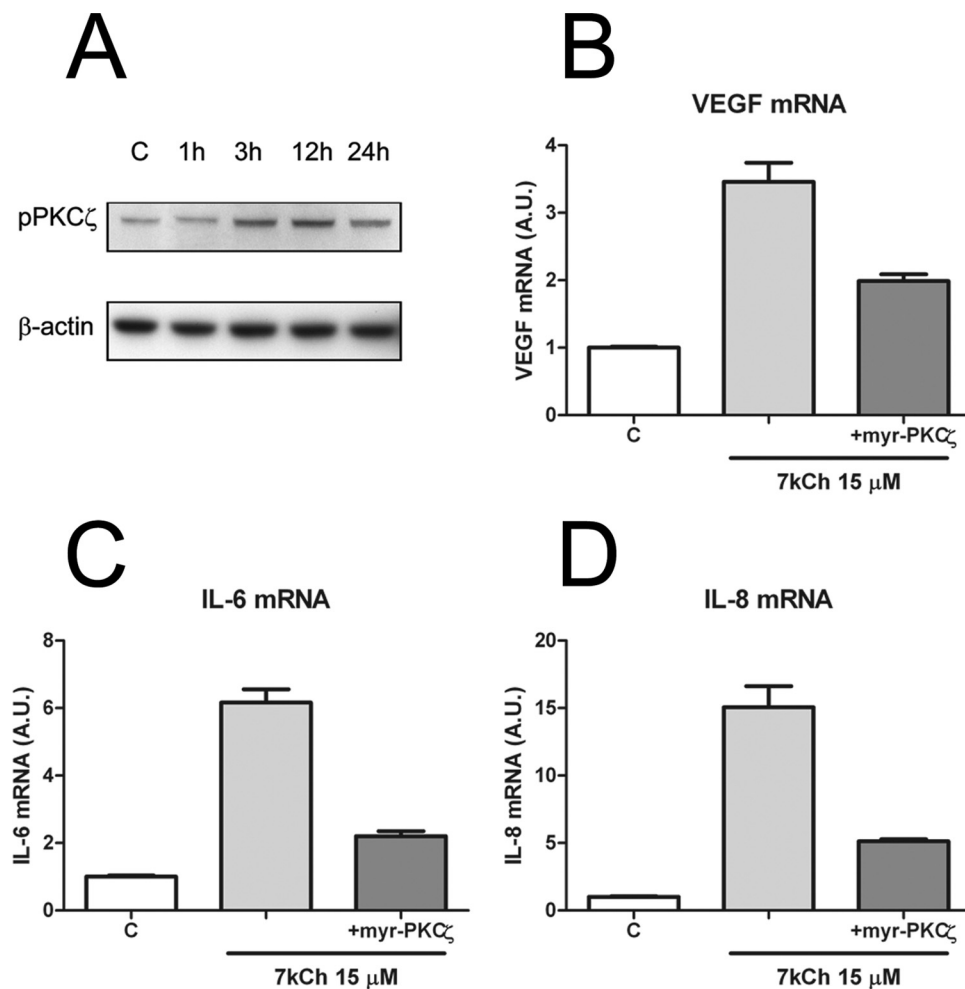 A
C 1h 3h 12h 24h
pPKCζ
β-actin
B
VEGF mRNA
VEGF mRNA (A.U.)
4
3
2
1
0
C
+myr-PKCζ
7kCh 15 μM
C
IL-6 mRNA
IL-6 mRNA (A.U.)
8
6
4
2
0
C
+myr-PKCζ
7kCh 15 μM
D
IL-8 mRNA
IL-8 mRNA (A.U.)
20
15
10
5
0
C
+myr-PKCζ
7kCh 15 μM